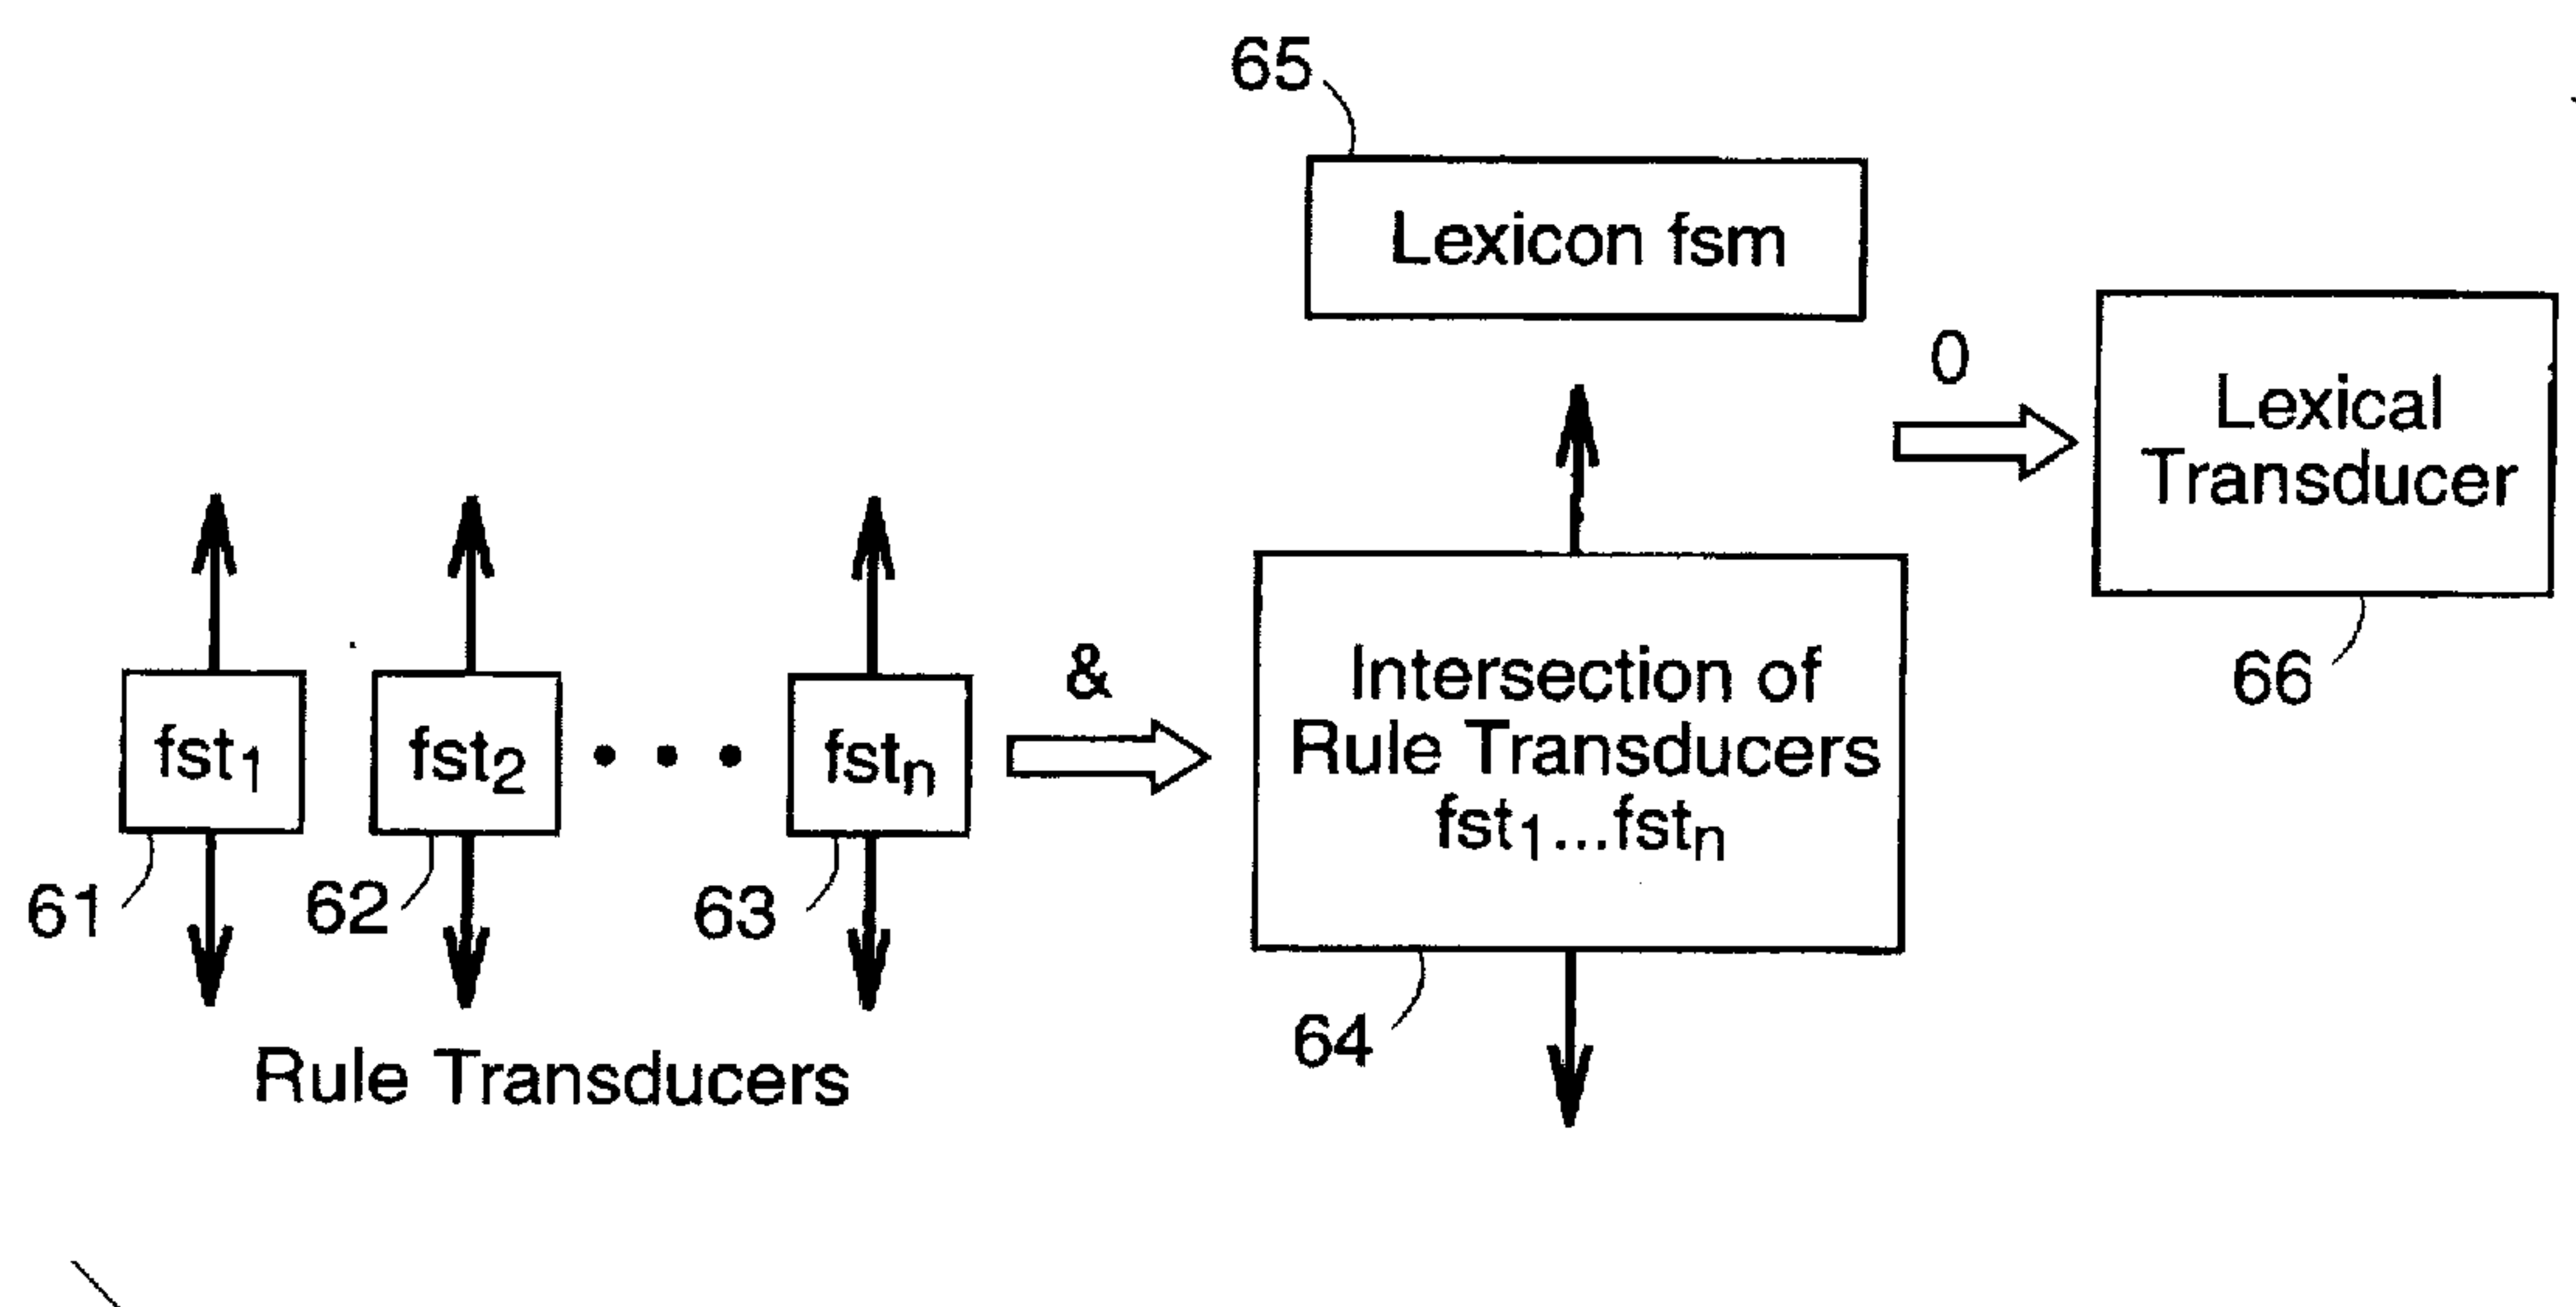 65
Lexicon fsm
0
Lexical
Transducer
66
fst1
fst2
• • •
fstn
&
Intersection of
Rule Transducers
fst1...fstn
61
62
63
64
Rule Transducers